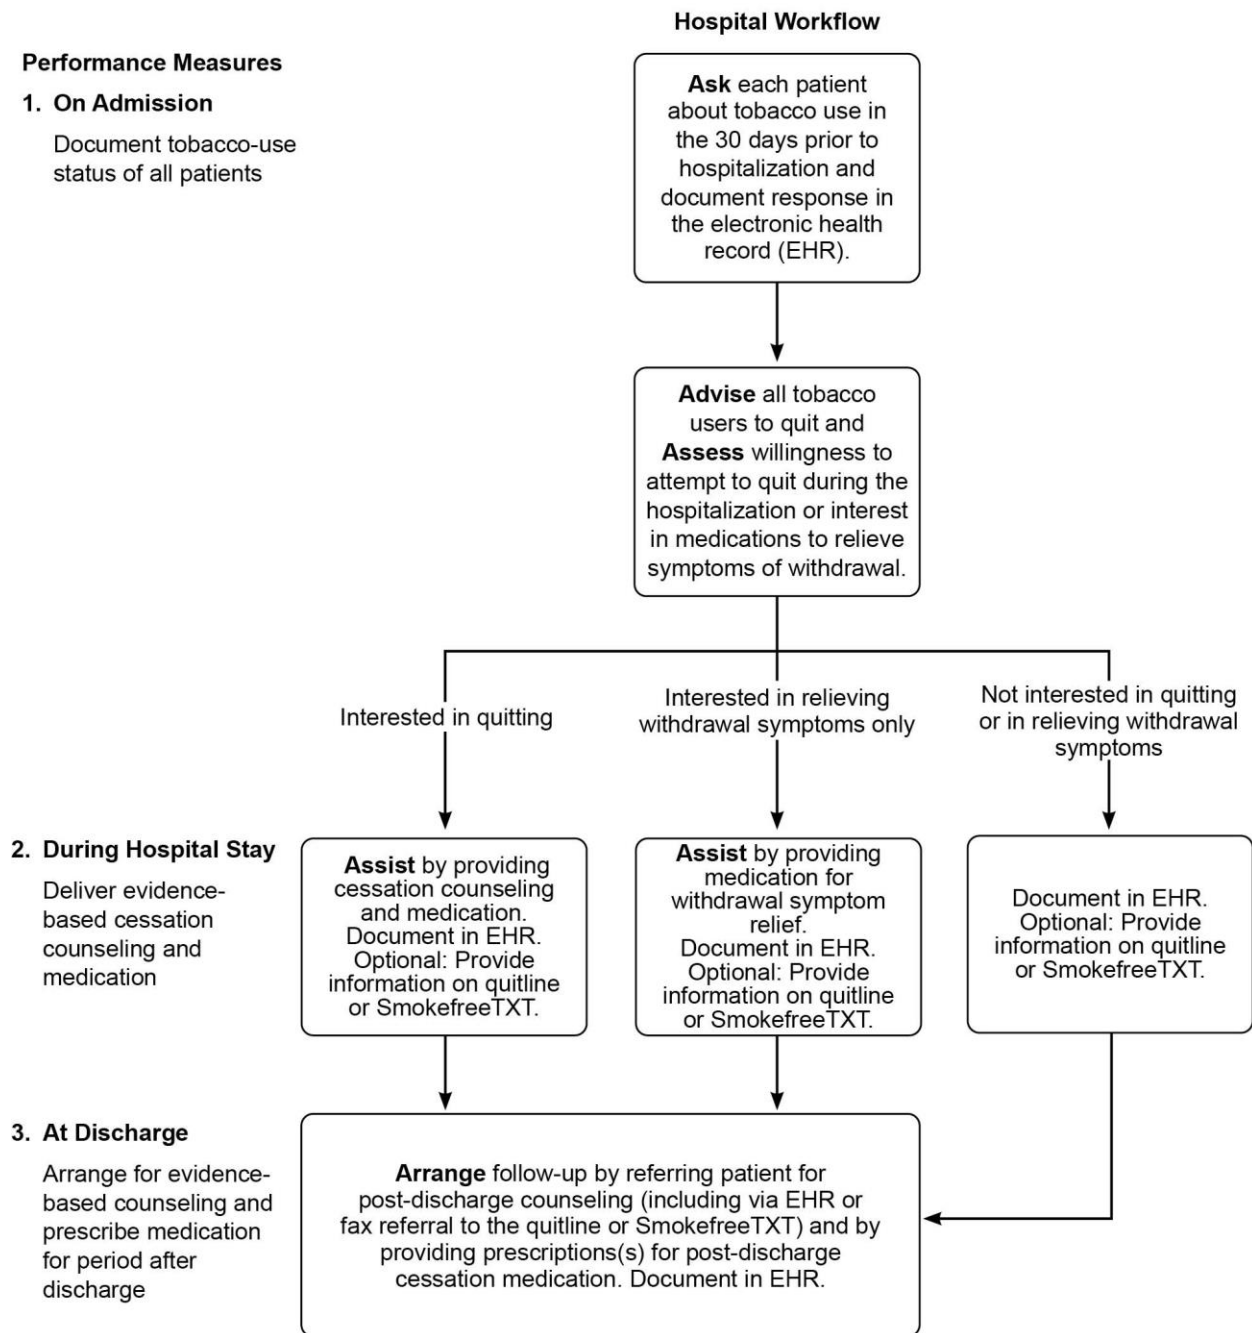 Hospital Workflow
Performance Measures
1. On Admission
Document tobacco-use
status of all patients
Ask each patient
about tobacco use in
the 30 days prior to
hospitalization and
document response in
the electronic health
record (EHR).
Advise all tobacco
users to quit and
Assess willingness to
attempt to quit during the
hospitalization or interest
in medications to relieve
symptoms of withdrawal.
Interested in quitting
Interested in relieving
withdrawal symptoms only
Not interested in quitting
or in relieving withdrawal
symptoms
2. During Hospital Stay
Deliver evidence-
based cessation
counseling and
medication
Assist by providing
cessation counseling
and medication.
Document in EHR.
Optional: Provide
information on quitline
or SmokefreeTXT.
Assist by providing
medication for
withdrawal symptom
relief.
Document in EHR.
Optional: Provide
information on quitline
or SmokefreeTXT.
Document in EHR.
Optional: Provide
information on quitline
or SmokefreeTXT.
3. At Discharge
Arrange for evidence-
based counseling and
prescribe medication
for period after
discharge
Arrange follow-up by referring patient for
post-discharge counseling (including via EHR or
fax referral to the quitline or SmokefreeTXT) and by
providing prescriptions(s) for post-discharge
cessation medication. Document in EHR.